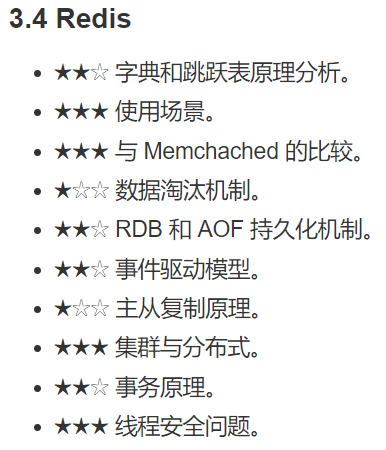 3.4 Redis
• ★★☆ 字典和跳跃表原理分析。
• ★★★ 使用场景。
• ★★★ 与 Memchached 的比较。
• ★☆☆ 数据淘汰机制。
• ★★☆ RDB 和 AOF 持久化机制。
• ★★☆ 事件驱动模型。
• ★☆☆ 主从复制原理。
• ★★★ 集群与分布式。
• ★★☆ 事务原理。
• ★★★ 线程安全问题。